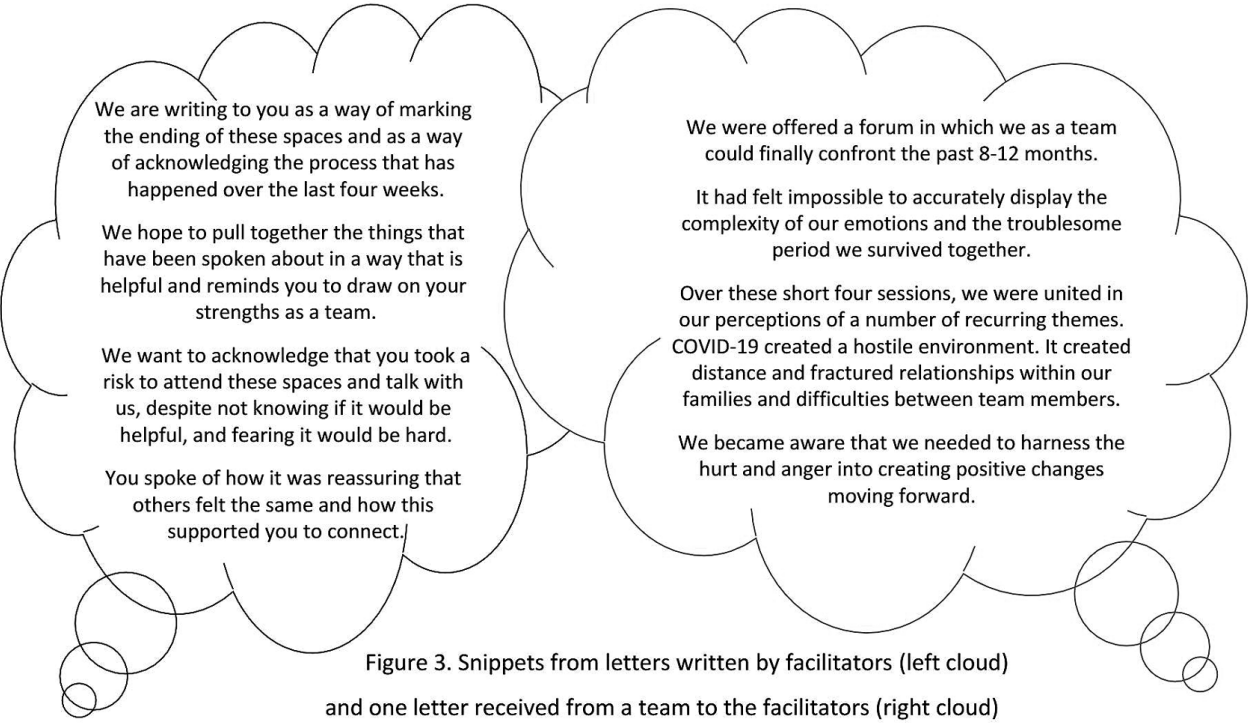 We are writing to you as a way of marking
the ending of these spaces and as a way
of acknowledging the process that has
happened over the last four weeks.
We hope to pull together the things that
have been spoken about in a way that is
helpful and reminds you to draw on your
strengths as a team.
We want to acknowledge that you took a
risk to attend these spaces and talk with
us, despite not knowing if it would be
helpful, and fearing it would be hard.
You spoke of how it was reassuring that
others felt the same and how this
supported you to connect.
We were offered a forum in which we as a team
could finally confront the past 8-12 months.
It had felt impossible to accurately display the
complexity of our emotions and the troublesome
period we survived together.
Over these short four sessions, we were united in
our perceptions of a number of recurring themes.
COVID-19 created a hostile environment. It created
distance and fractured relationships within our
families and difficulties between team members.
We became aware that we needed to harness the
hurt and anger into creating positive changes
moving forward.
Figure 3. Snippets from letters written by facilitators (left cloud)
and one letter received from a team to the facilitators (right cloud)